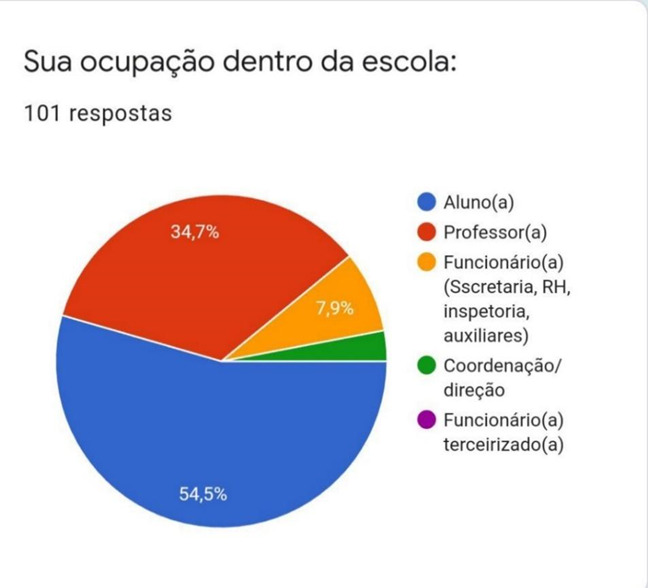 Sua ocupação dentro da escola:
101 respostas
34,7%
7,9%
54,5%
Aluno(a)
Professor(a)
Funcionário(a)
(Sscretaria, RH,
inspetoria,
auxiliares)
Coordenação/
direção
Funcionário(a)
terceirizado(a)